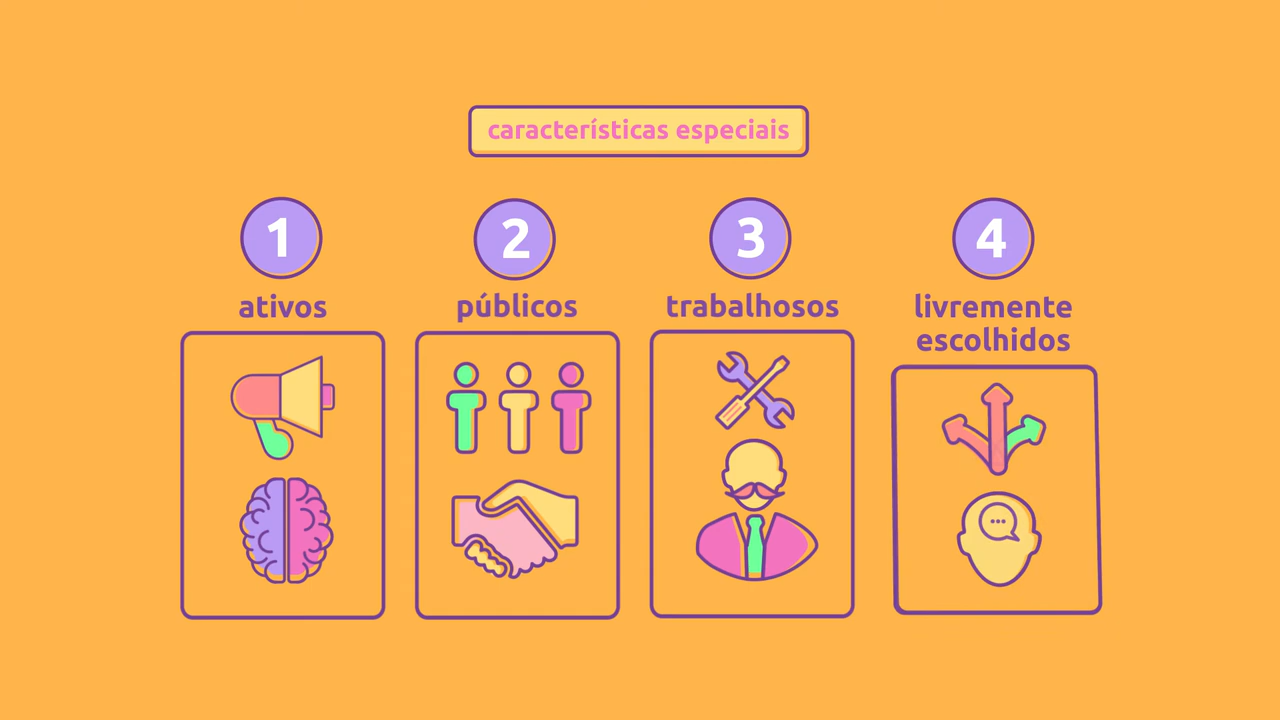 características especiais
1
ativos
2
públicos
3
trabalhosos
4
livremente
escolhidos